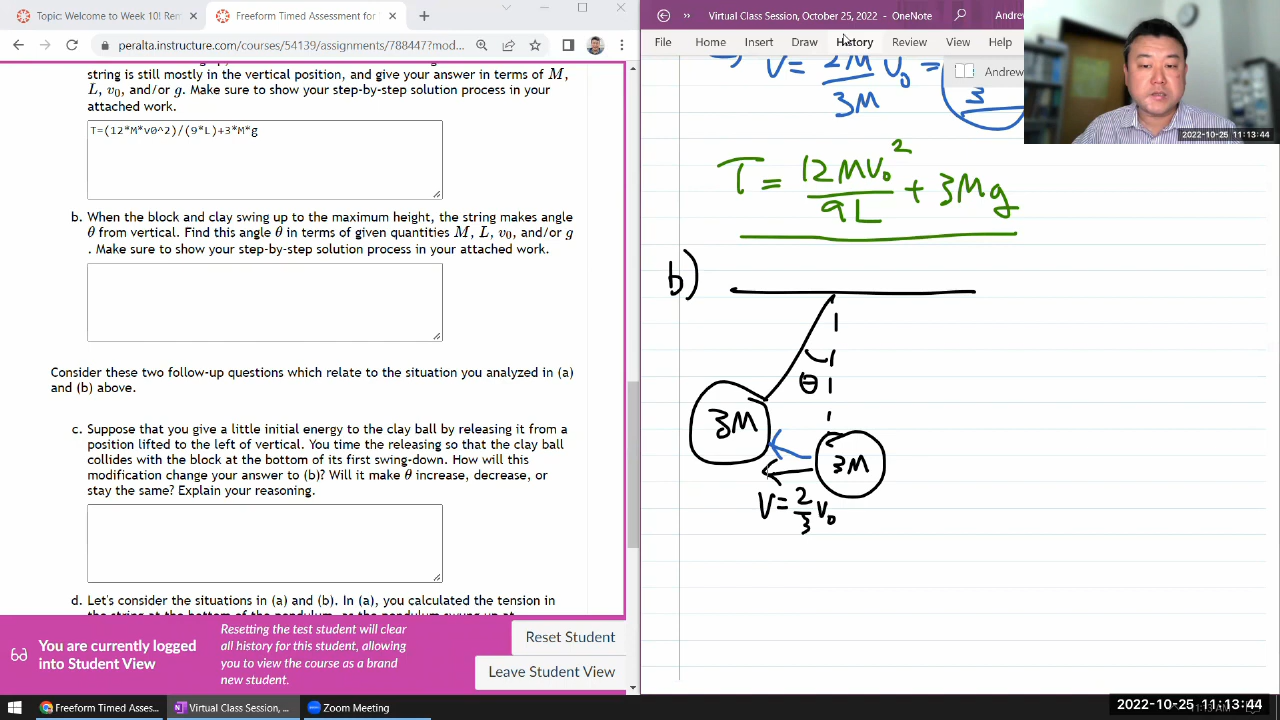 Topic: Welcome to Week 10! Rem
Freeform Timed Assessment for
peralta.instructure.com/courses/54139/assignments/788447?modc...
string is still mostly in the vertical position, and give your answer in terms of M,
L, v₀, and/or g. Make sure to show your step-by-step solution process in your
attached work.
T=(12*M*v0^2)/(9*L)+3*M*g
b. When the block and clay swing up to the maximum height, the string makes angle
θ from vertical. Find this angle θ in terms of given quantities M, L, v₀, and/or g
. Make sure to show your step-by-step solution process in your attached work.
Consider these two follow-up questions which relate to the situation you analyzed in (a)
and (b) above.
c. Suppose that you give a little initial energy to the clay ball by releasing it from a
position lifted to the left of vertical. You time the releasing so that the clay ball
collides with the block at the bottom of its first swing-down. How will this
modification change your answer to (b)? Will it make θ increase, decrease, or
stay the same? Explain your reasoning.
d. Let's consider the situations in (a) and (b). In (a), you calculated the tension in
You are currently logged
into Student View
Resetting the test student will clear
all history for this student, allowing
you to view the course as a brand
new student.
Reset Student
Leave Student View
Virtual Class Session, October 25, 2022 - OneNote
Andrew
File Home Insert Draw History Review View Help
Andrew
V = 2M/3M V₀ =
3
T = 12MV₀²/9L + 3Mg
b)
θ
3M
3M
V = 2/3 V₀
2022-10-25 11:13:44
Freeform Timed Asses...
Virtual Class Session, ...
Zoom Meeting
2022-10-25 11:13:44